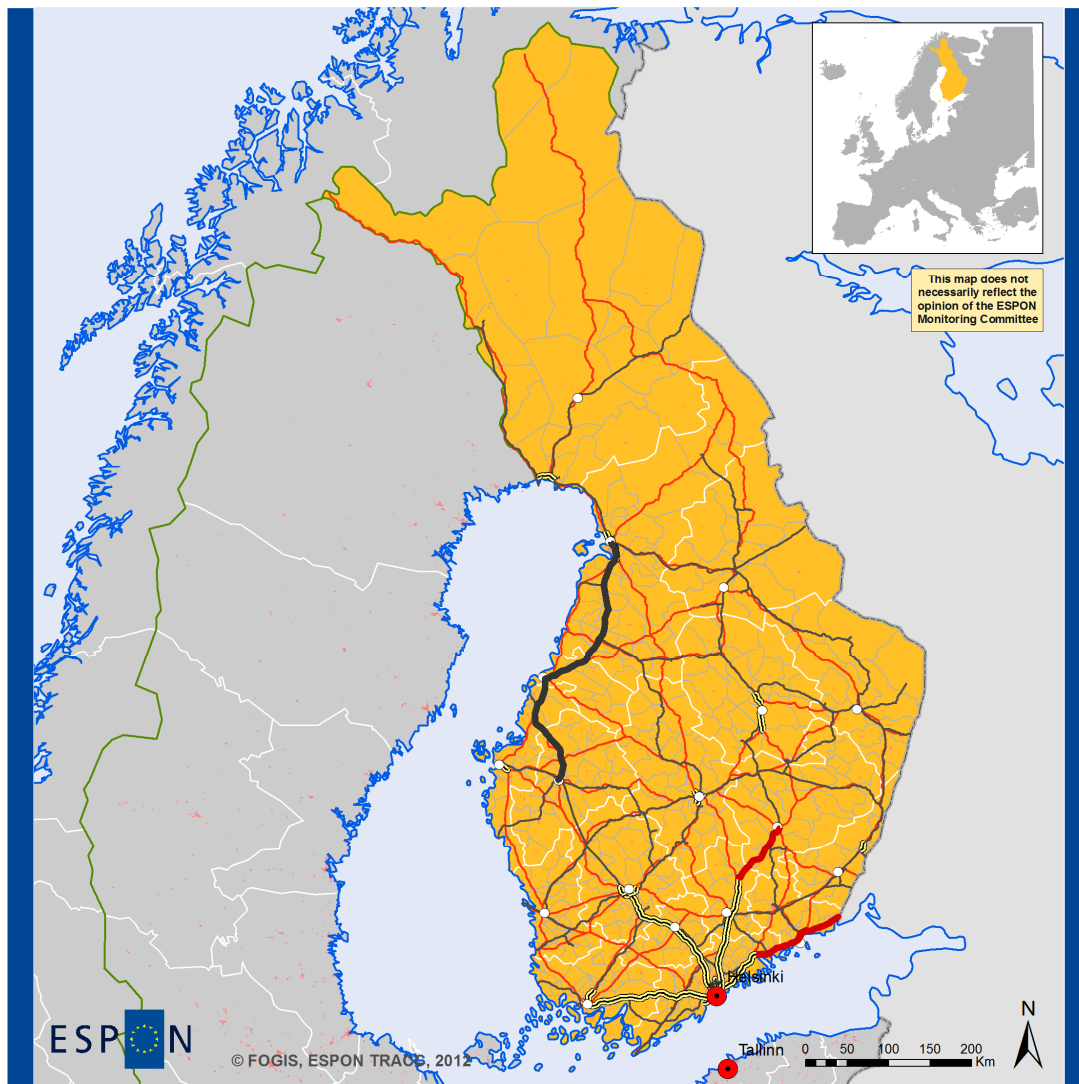 This map does not
necessarily reflect the
opinion of the ESPON
Monitoring Committee
Helsinki
N
ESPON
Tallinn
0 50 100 150 200
Km
© FOGIS, ESPON TRACC, 2012